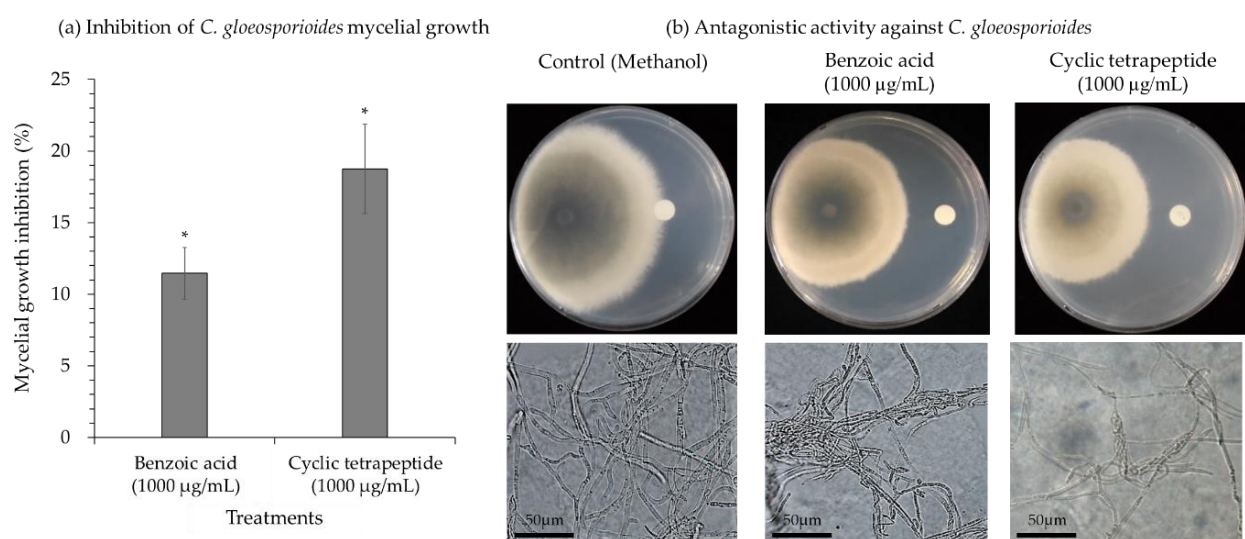 (a) Inhibition of C. gloeosporioides mycelial growth
25
20
15
10
5
0
Mycelial growth inhibition (%)
*
*
Benzoic acid
(1000 µg/mL)
Cyclic tetrapeptide
(1000 µg/mL)
Treatments
(b) Antagonistic activity against C. gloeosporioides
Control (Methanol)
Benzoic acid
(1000 µg/mL)
Cyclic tetrapeptide
(1000 µg/mL)
50µm
50µm
50µm